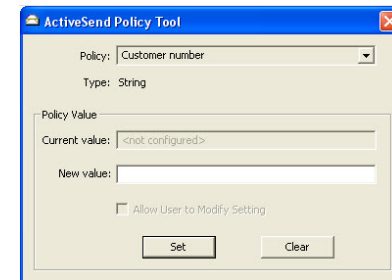 ActiveSend Policy Tool
Policy: Customer number
Type: String
Policy Value
Current value: <not configured>
New value:
Allow User to Modify Setting
Set Clear